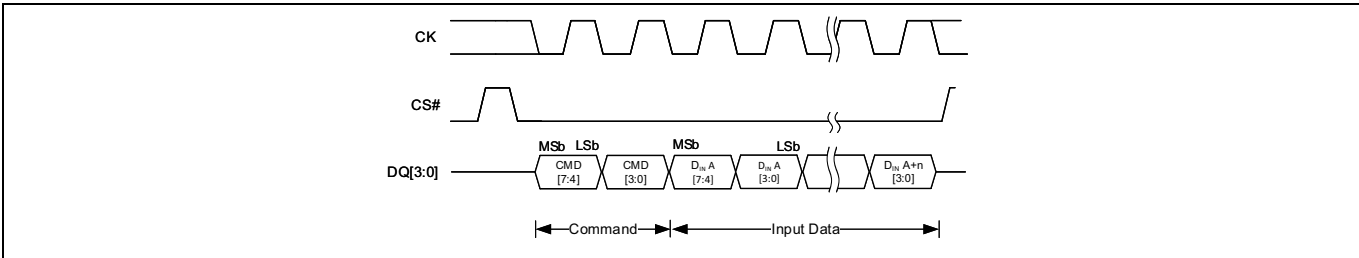 CK
CS#
MSb LSb MSb LSb
DQ[3:0] CMD [7:4] CMD [3:0] DIN A [7:4] DIN A [3:0] DIN A+n [3:0]
Command Input Data